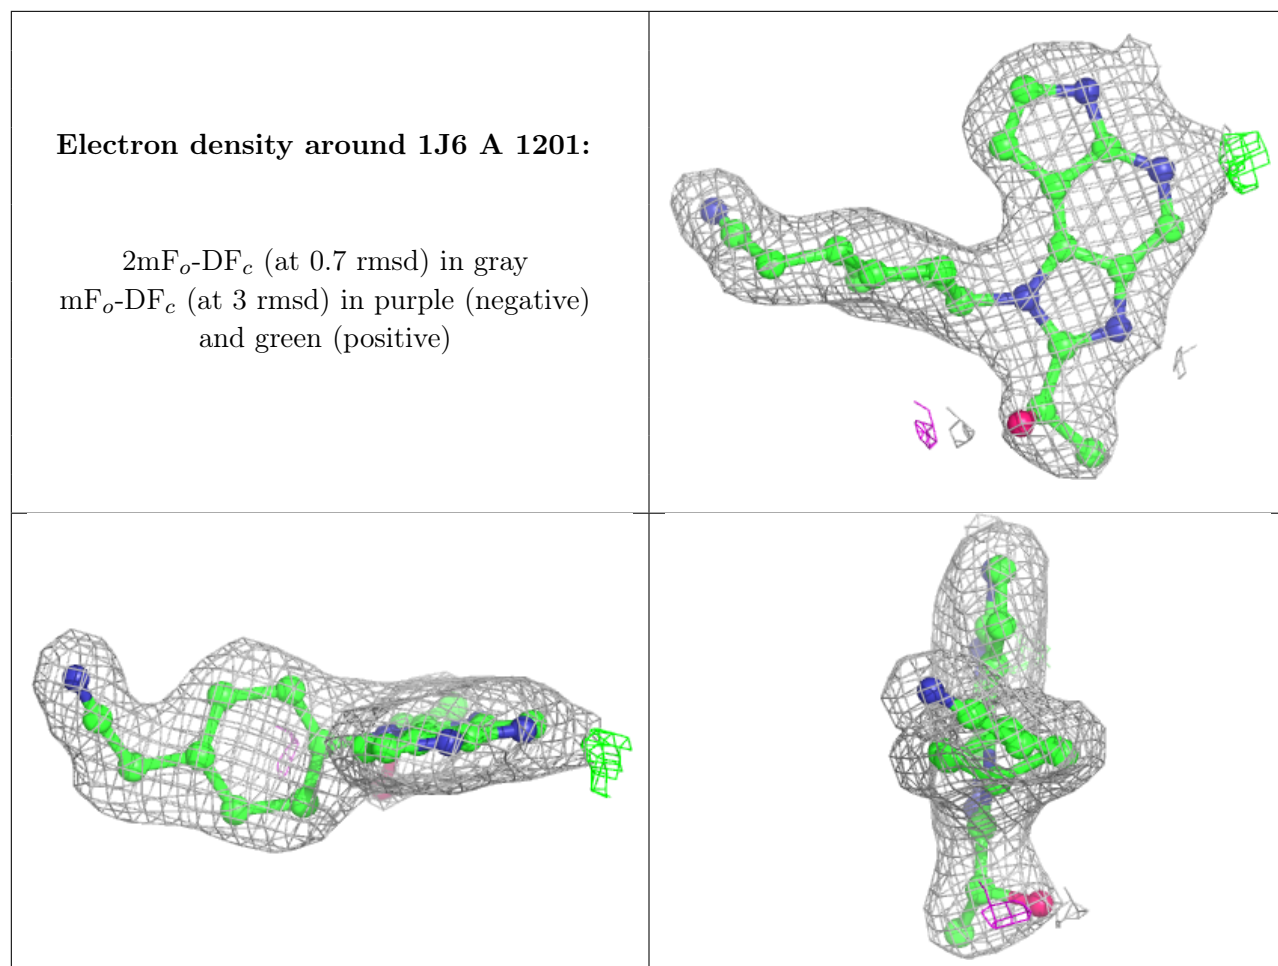 Electron density around 1J6 A 1201:
2mFo-DFc (at 0.7 rmsd) in gray
mFo-DFc (at 3 rmsd) in purple (negative)
and green (positive)